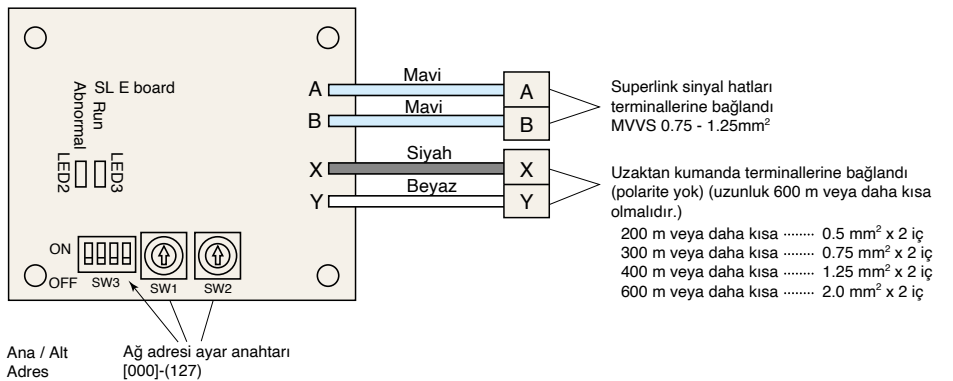 SL E board
Abnormal
Run
LED2
LED3
A
B
X
Y
Mavi
Mavi
Siyah
Beyaz
A
B
X
Y
Superlink sinyal hatları
terminallerine bağlandı
MVVS 0.75 - 1.25mm²
Uzaktan kumanda terminallerine bağlandı
(polarite yok) (uzunluk 600 m veya daha kısa
olmalıdır.)
200 m veya daha kısa ········ 0.5 mm² x 2 iç
300 m veya daha kısa ········ 0.75 mm² x 2 iç
400 m veya daha kısa ········ 1.25 mm² x 2 iç
600 m veya daha kısa ········ 2.0 mm² x 2 iç
ON
OFF
SW3
SW1
SW2
Ana / Alt
Adres
Ağ adresi ayar anahtarı
[000]-(127)